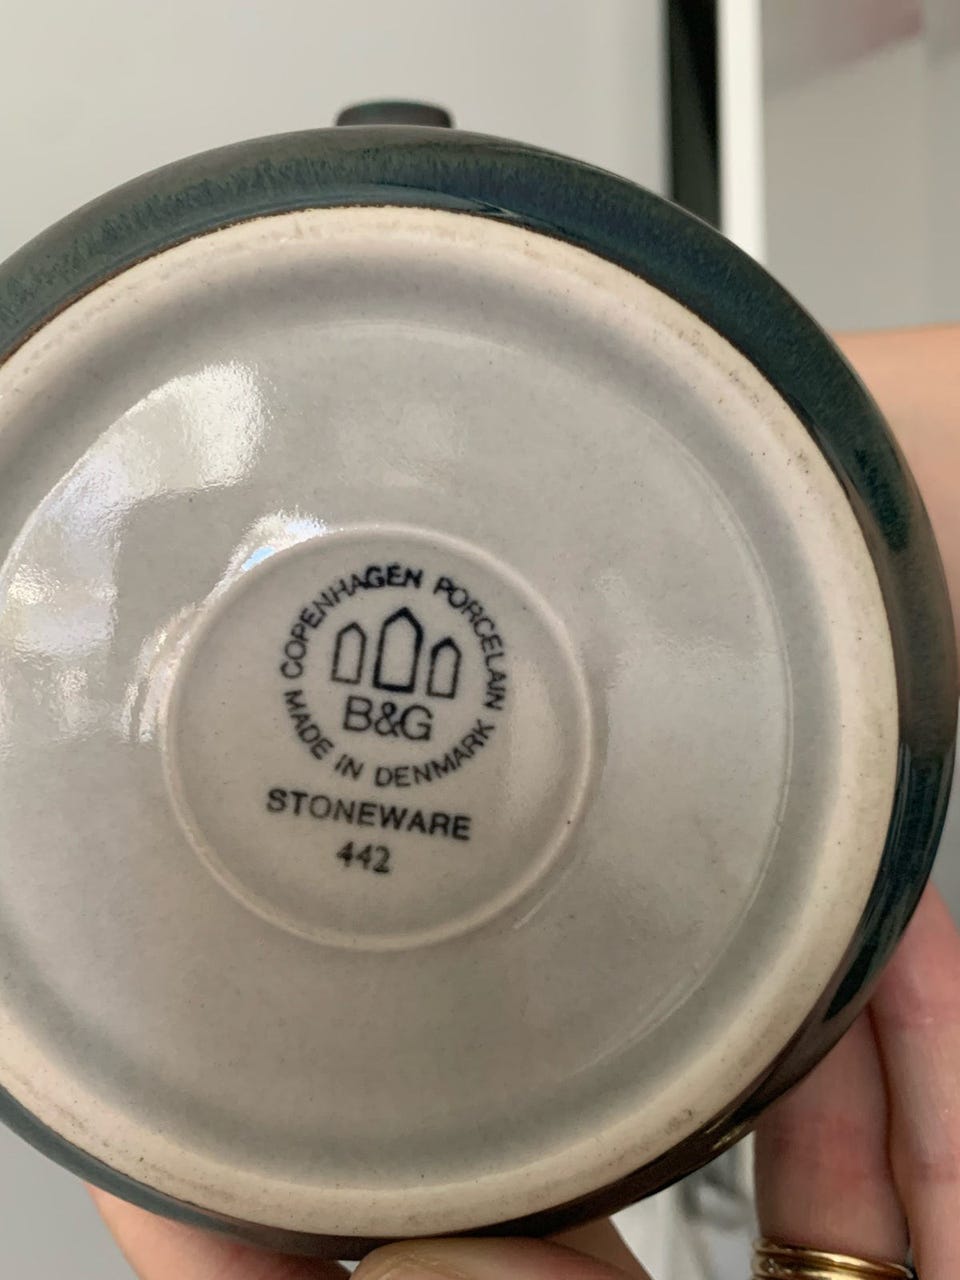 COPENHAGEN PORCELAIN
B&G
MADE IN DENMARK
STONEWARE
442